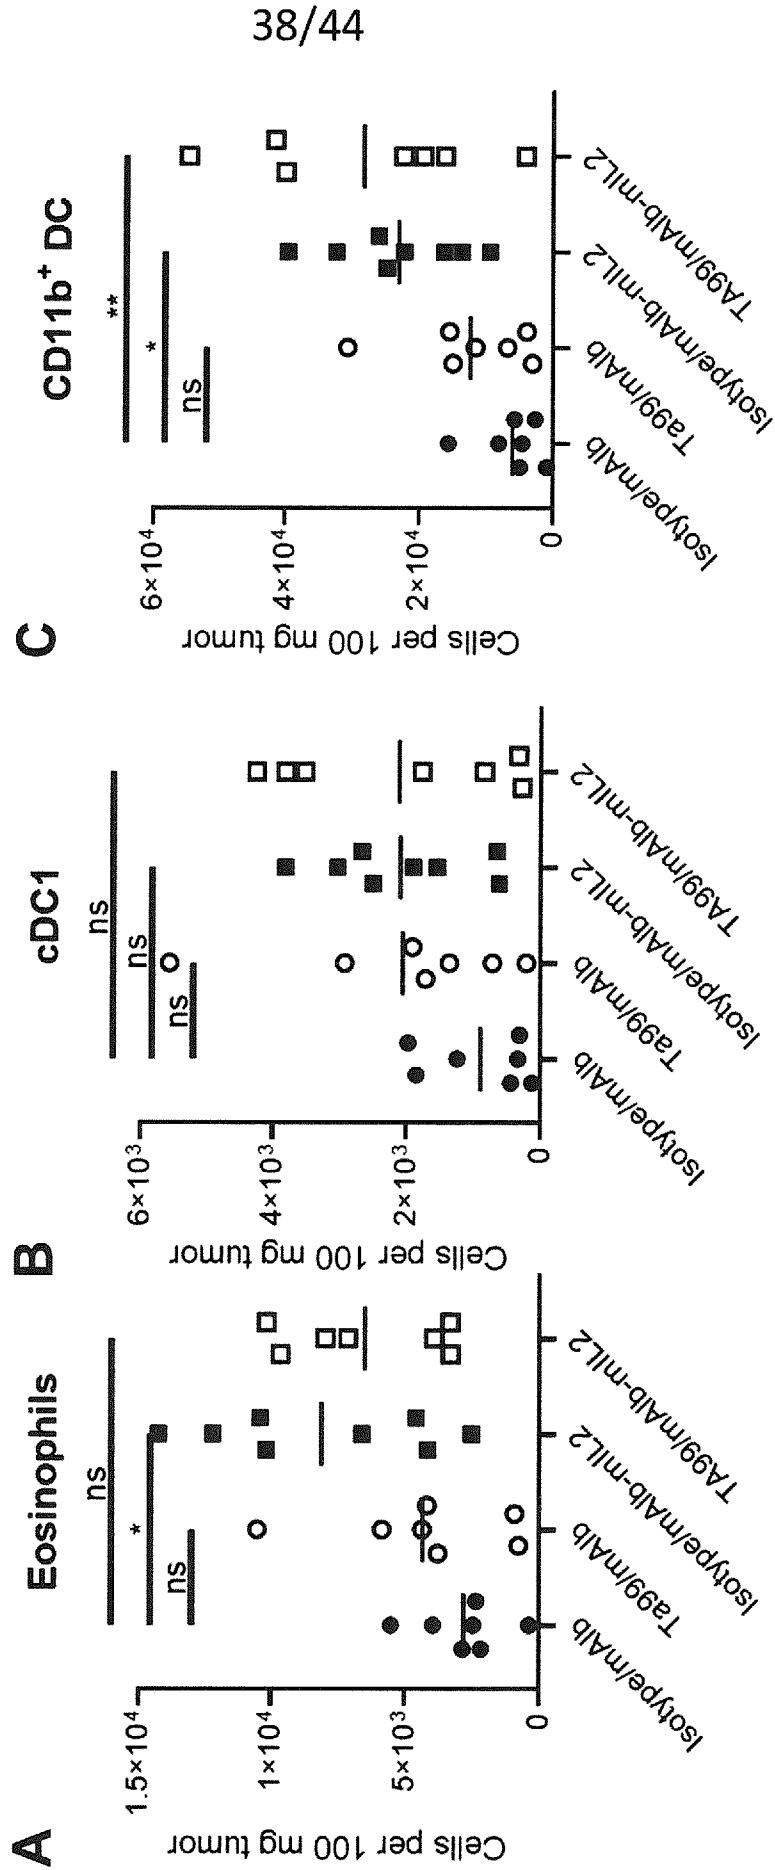 38/44
A
Eosinophils
ns
*
ns
Cells per 100 mg tumor
1.5×10⁴
1×10⁴
5×10³
0
Isotype/mAlb
Ta99/mAlb
Isotype/mAlb-mIL2
TA99/mAlb-mIL2
B
cDC1
ns
ns
ns
Cells per 100 mg tumor
6×10³
4×10³
2×10³
0
Isotype/mAlb
Ta99/mAlb
Isotype/mAlb-mIL2
TA99/mAlb-mIL2
C
CD11b⁺ DC
**
*
ns
Cells per 100 mg tumor
6×10⁴
4×10⁴
2×10⁴
0
Isotype/mAlb
Ta99/mAlb
Isotype/mAlb-mIL2
TA99/mAlb-mIL2